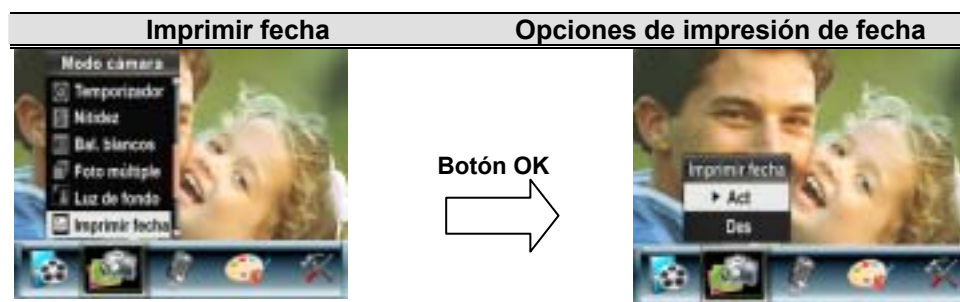 Imprimir fecha
Opciones de impresión de fecha
Modo cámara
Temporizador
Nitidez
Bal. blancos
Foto múltiple
Luz de fondo
Imprimir fecha
Botón OK
Imprimir fecha
Act
Des